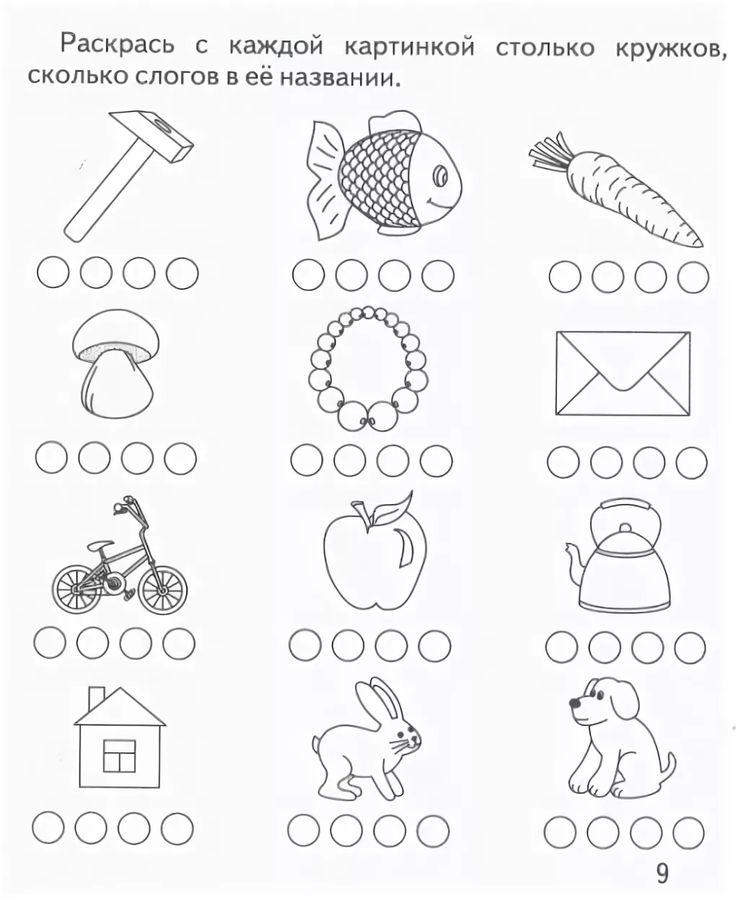 Раскрась с каждой картинкой столько кружков,
сколько слогов в её названии.
9